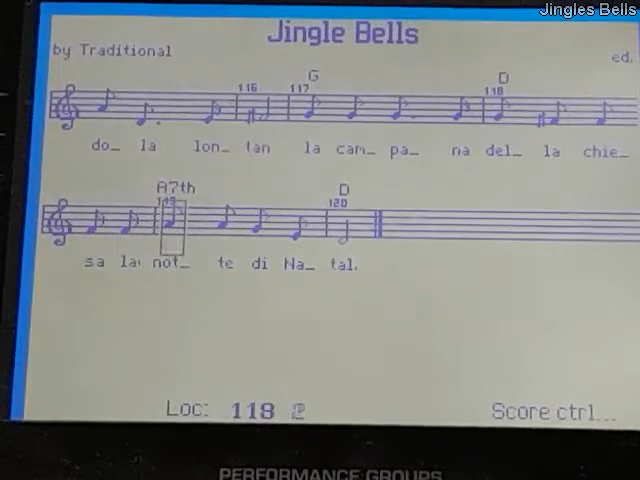 Jingles Bells
Jingle Bells
by Traditional
ed.
G D
116 117 118
do_ la lon_ tan la cam_ pa_ na del_ la chie_
A7th D
119 120
sa la not_ te di Na_ tal.
Loc: 118 2 Score ctrl...
PERFORMANCE GROUPS